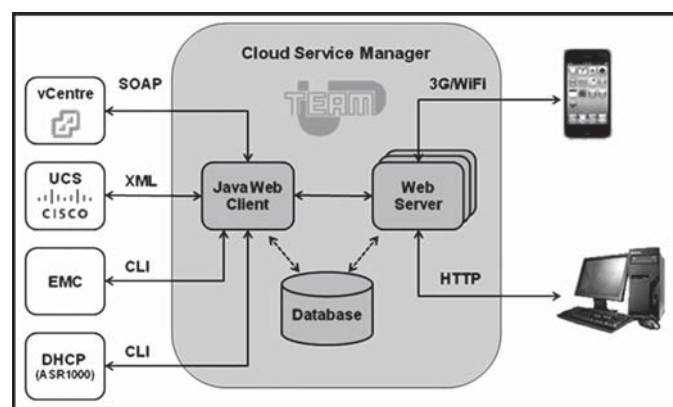 Cloud Service Manager
TEAM
vCentre
SOAP
3G/WiFi
UCS
CISCO
XML
Java Web
Client
Web
Server
EMC
CLI
HTTP
Database
DHCP
(ASR1000)
CLI